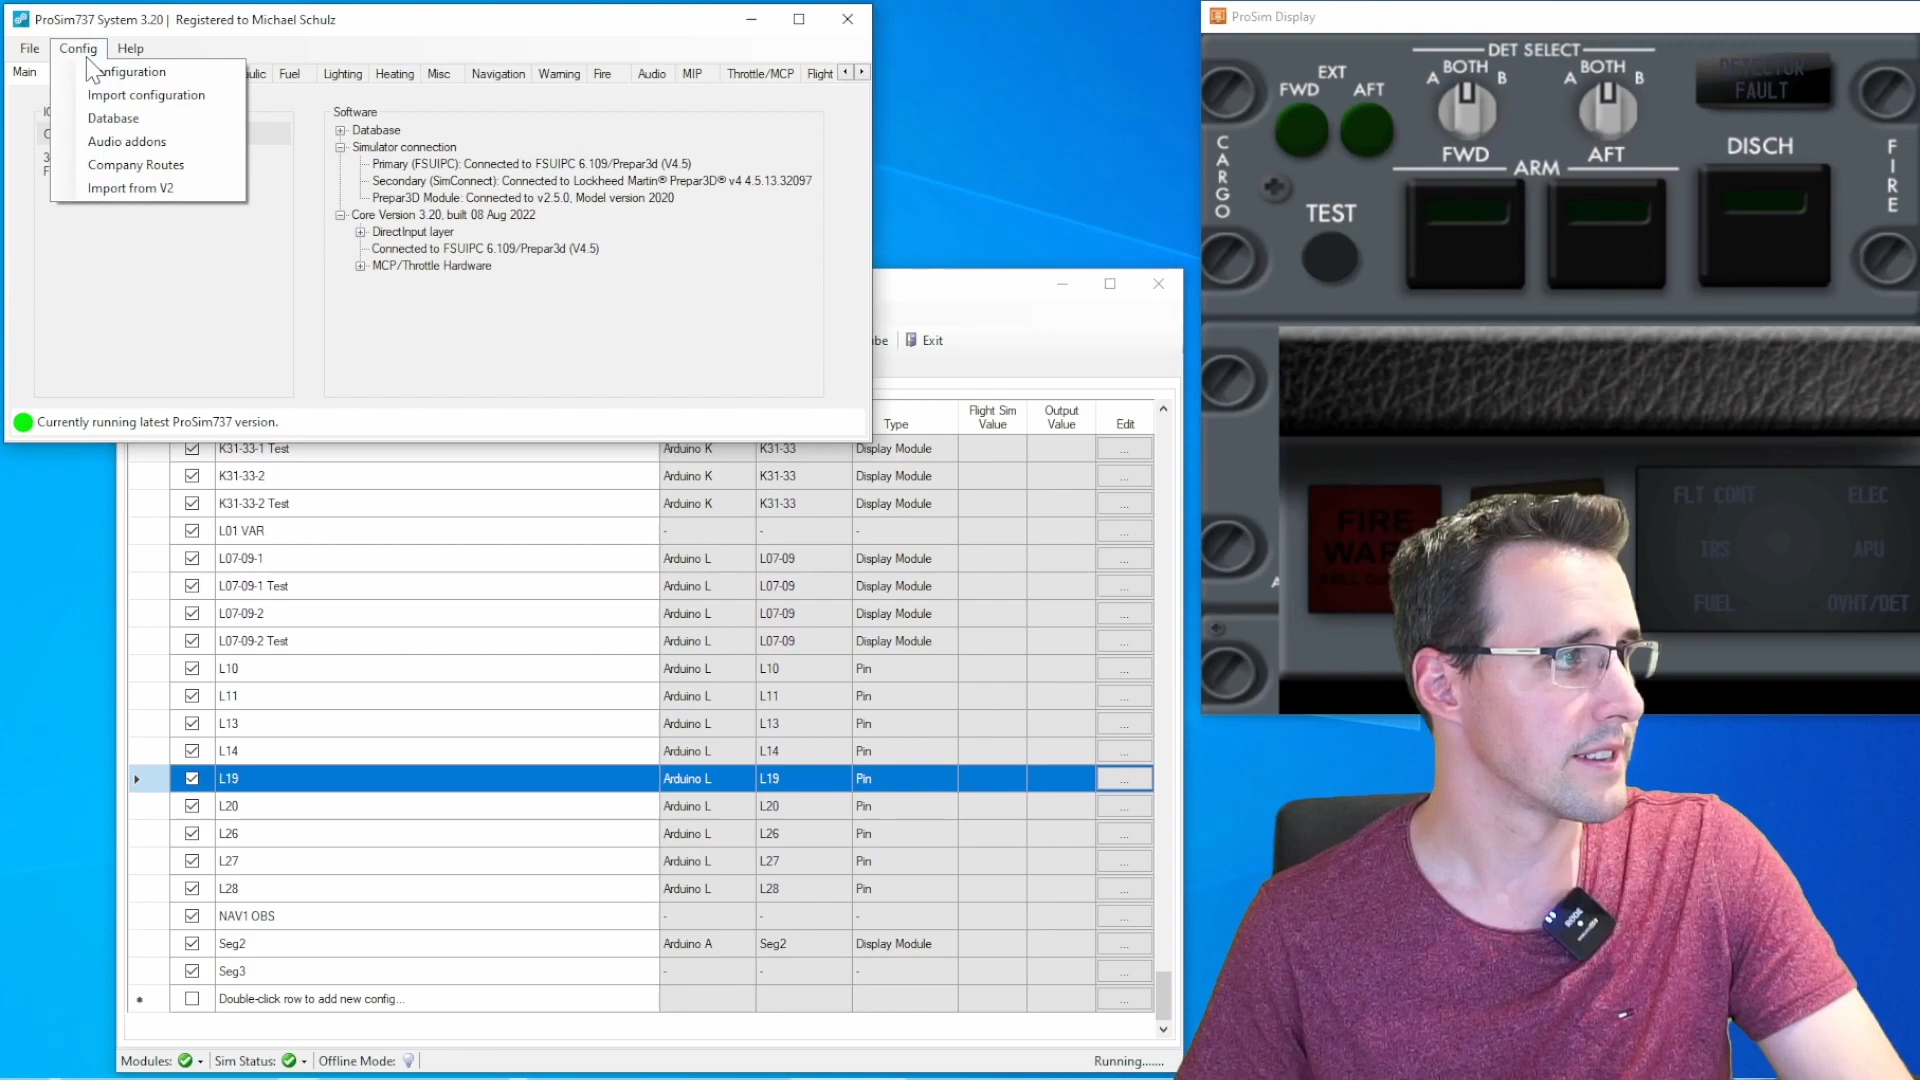 ProSim737 System 3.20 | Registered to Michael Schulz
File Config Help
Main ulic Fuel Lighting Heating Misc Navigation Warning Fire Audio MIP Throttle/MCP Flight
nfiguration
Import configuration
Database
Audio addons
Company Routes
Import from V2
Software
Database
Simulator connection
Primary (FSUIPC): Connected to FSUIPC 6.109/Prepar3d (V4.5)
Secondary (SimConnect): Connected to Lockheed Martin® Prepar3D® v4 4.5.13.32097
Prepar3D Module: Connected to v2.5.0, Model version 2020
Core Version 3.20, built 08 Aug 2022
DirectInput layer
Connected to FSUIPC 6.109/Prepar3d (V4.5)
MCP/Throttle Hardware
Currently running latest ProSim737 version.
Exit
Type Flight Sim Value Output Value Edit
K31-33-1 Test Arduino K K31-33 Display Module ...
K31-33-2 Arduino K K31-33 Display Module ...
K31-33-2 Test Arduino K K31-33 Display Module ...
L01 VAR - - - ...
L07-09-1 Arduino L L07-09 Display Module ...
L07-09-1 Test Arduino L L07-09 Display Module ...
L07-09-2 Arduino L L07-09 Display Module ...
L07-09-2 Test Arduino L L07-09 Display Module ...
L10 Arduino L L10 Pin ...
L11 Arduino L L11 Pin ...
L13 Arduino L L13 Pin ...
L14 Arduino L L14 Pin ...
L19 Arduino L L19 Pin ...
L20 Arduino L L20 Pin ...
L26 Arduino L L26 Pin ...
L27 Arduino L L27 Pin ...
L28 Arduino L L28 Pin ...
NAV1 OBS - - - ...
Seg2 Arduino A Seg2 Display Module ...
Seg3 - - - ...
Double-click row to add new config... ...
Modules: Sim Status: Offline Mode: Running.......
ProSim Display
DET SELECT
EXT
FWD AFT
A BOTH B A BOTH B
DETECTOR
FAULT
FWD AFT
DISCH
ARM
CARGO
FIRE
TEST
FIRE
FLT CONT ELEC
IRS APU
FUEL OVHT/DET
RODE